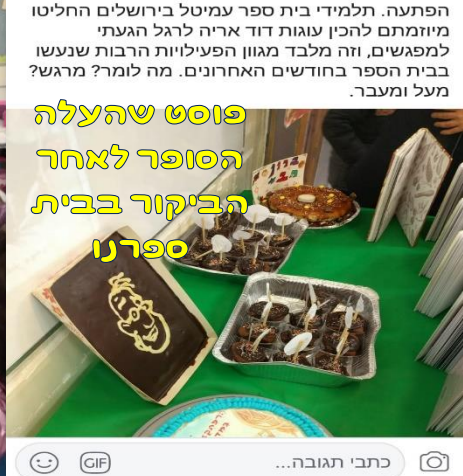 הפתעה. תלמידי בית ספר עמיטל בירושלים החליטו
מיוזמתם להכין עוגות דוד אריה לרגל הגעתי
למפגשים, וזה מלבד מגוון הפעילויות הרבות שנעשו
בבית הספר בחודשים האחרונים. מה לומר? מרגש?
מעל ומעבר.
פוסט שהעלה
הסופר לאחר
הביקור בבית
ספרנו
כתבי תגובה...
GIF